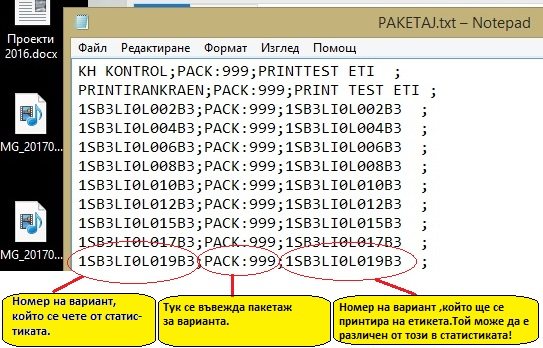 Проекти
2016.docx
MG_20170...
MG_20170...
PAKETAJ.txt – Notepad
Файл Редактиране Формат Изглед Помощ
KH KONTROL;PACK:999;PRINTTEST ETI ;
PRINTIRANKRAEN;PACK:999;PRINT TEST ETI ;
1SB3LI0L002B3;PACK:999;1SB3LI0L002B3 ;
1SB3LI0L004B3;PACK:999;1SB3LI0L004B3 ;
1SB3LI0L006B3;PACK:999;1SB3LI0L006B3 ;
1SB3LI0L008B3;PACK:999;1SB3LI0L008B3 ;
1SB3LI0L010B3;PACK:999;1SB3LI0L010B3 ;
1SB3LI0L012B3;PACK:999;1SB3LI0L012B3 ;
1SB3LI0L015B3;PACK:999;1SB3LI0L015B3 ;
1SB3LI0L017B3;PACK:999;1SB3LI0L017B3 ;
1SB3LI0L019B3;PACK:999;1SB3LI0L019B3 ;
Номер на вариант,
който се чете от статис-
тиката.
Тук се въвежда пакетаж
за варианта.
Номер на вариант ,който ще се
принтира на етикета.Той може да е
различен от този в статистиката!